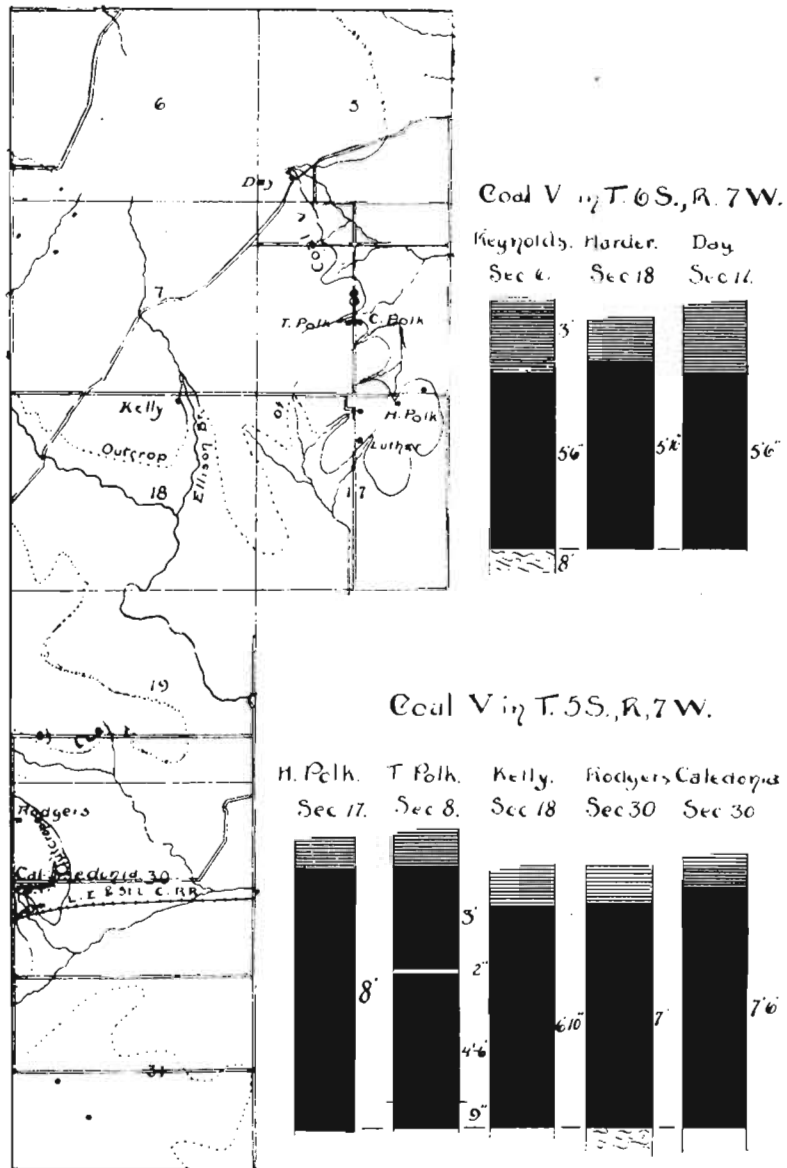 6
5
Day
Coal V
7
T. Polk
C. Polk
Kelly
H. Polk
Outcrop
Luther
Ellison Br.
18
17
19
Rodgers
Outcrop
Caledonia 30
L. E. & St. L. C. R.R.
31
Coal V in T. 6 S., R. 7 W.
Reynolds. Harder. Day
Sec 6. Sec 18 Sec 17.
3'
5'6" 5'6"
8'
Coal V in T. 5 S., R. 7 W.
H. Polk. T Polk. Kelly. Rodgers Caledonia
Sec 17. Sec 8. Sec 18 Sec 30 Sec 30
3'
2"
8' 6'10" 7' 7'6"
4'-6"
9"